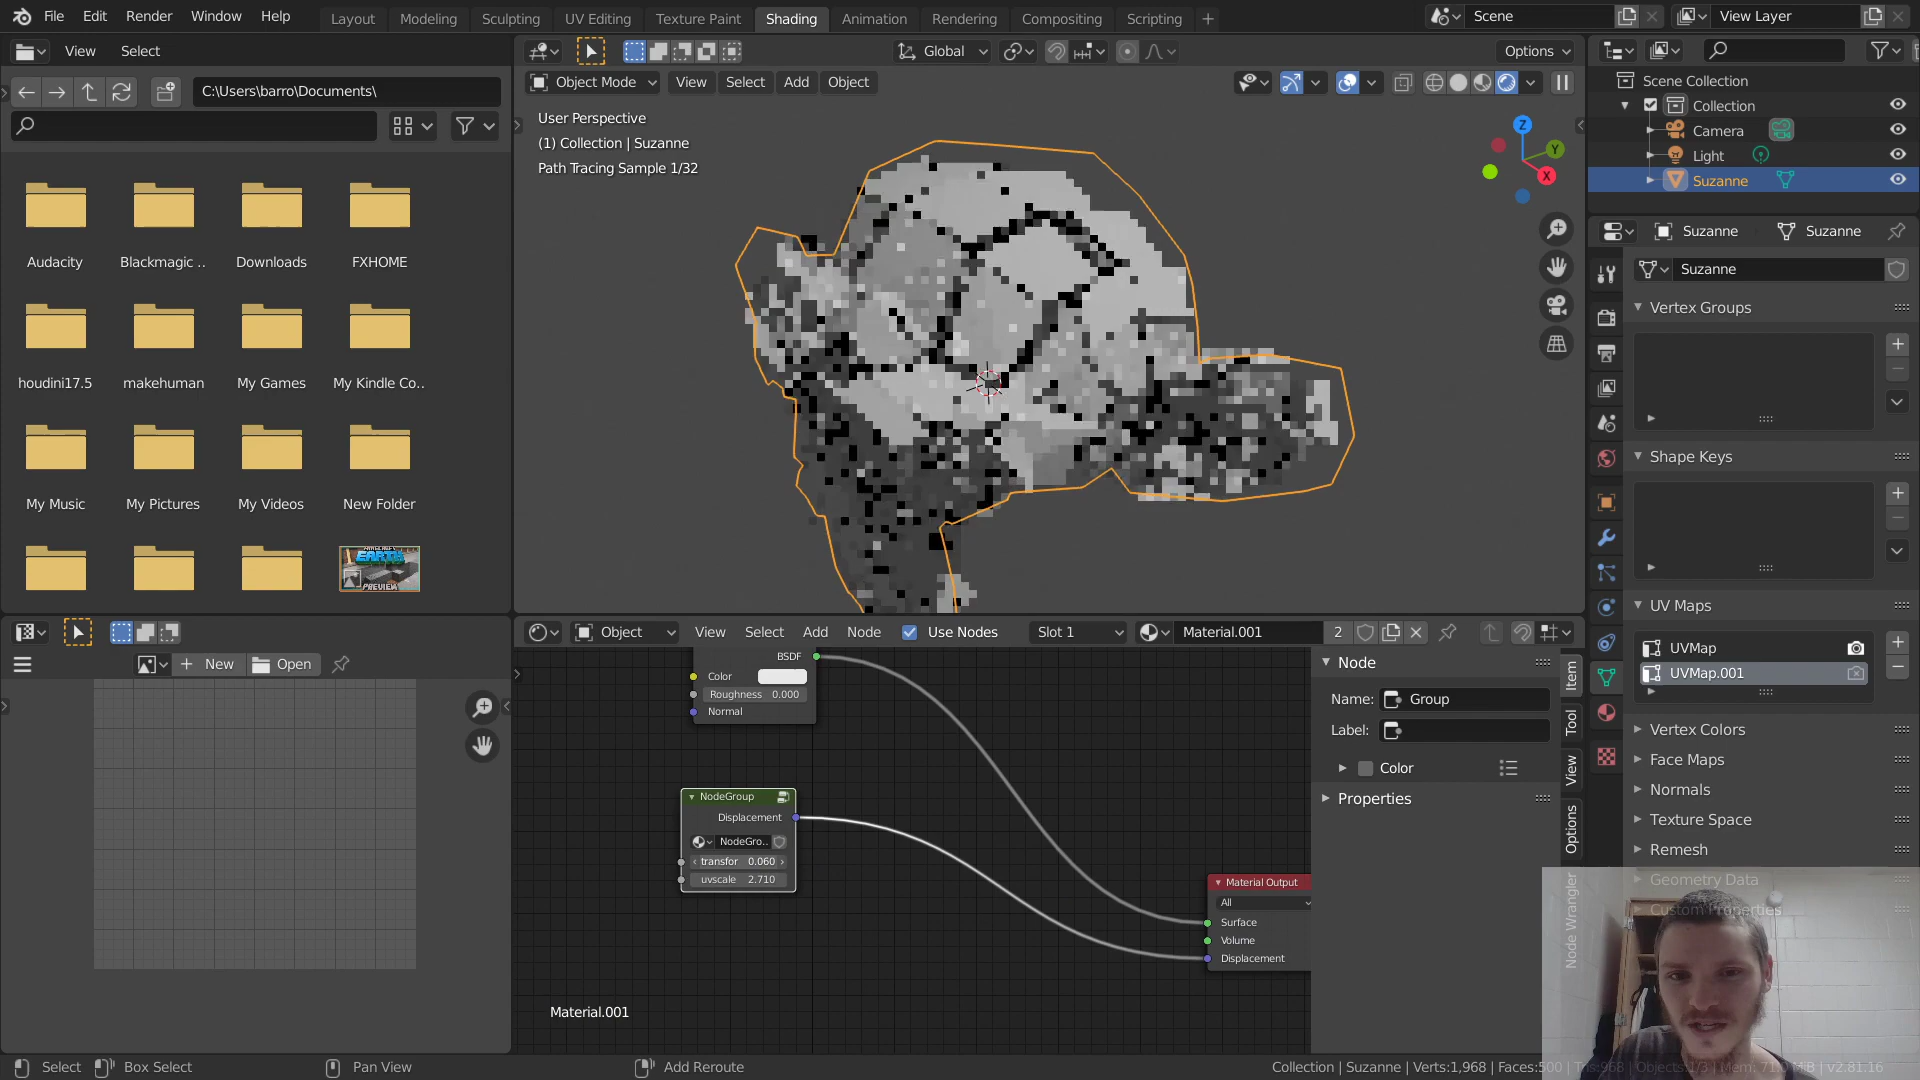 File Edit Render Window Help Layout Modeling Sculpting UV Editing Texture Paint Shading Animation Rendering Compositing Scripting + Scene View Layer
View Select
C:\Users\barro\Documents\
Audacity Blackmagic .. Downloads FXHOME
houdini17.5 makehuman My Games My Kindle Co..
My Music My Pictures My Videos New Folder
EARTH
PREVIEW
Global Options
Object Mode View Select Add Object
User Perspective
(1) Collection | Suzanne
Path Tracing Sample 1/32
Z
Y
X
Scene Collection
Collection
Camera
Light
Suzanne
Suzanne Suzanne
Suzanne
Vertex Groups
Shape Keys
UV Maps
UVMap
UVMap.001
Vertex Colors
Face Maps
Normals
Texture Space
Remesh
Geometry Data
Custom Properties
New Open
Object View Select Add Node Use Nodes Slot 1 Material.001 2
BSDF
Color
Roughness 0.000
Normal
NodeGroup
Displacement
NodeGro..
transfor 0.060
uvscale 2.710
Material Output
All
Surface
Volume
Displacement
Material.001
Node
Name: Group
Label:
Color
Properties
Item
Tool
View
Options
Node Wrangler
Select Box Select Pan View Add Reroute Collection | Suzanne | Verts:1,968 | Faces:500 | Tris:968 | Objects:1/3 | Mem: 71.0 MiB | v2.81.16